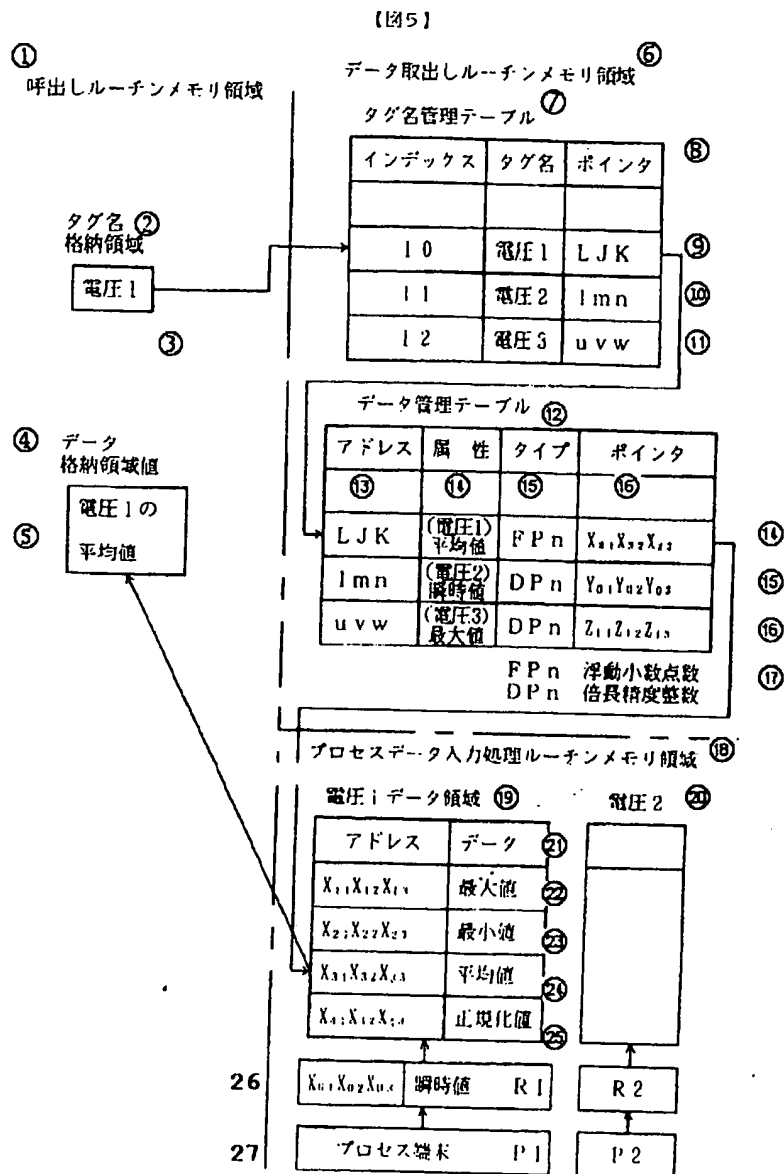 【図5】
① 呼出しルーチンメモリ領域
データ取出しルーチンメモリ領域 ⑥
タグ名管理テーブル ⑦
インデックス タグ名 ポインタ ⑧
タグ名 ②
格納領域
電圧1
③
10 電圧1 LJK ⑨
11 電圧2 lmn ⑩
12 電圧3 uvw ⑪
データ管理テーブル ⑫
アドレス 属性 タイプ ポインタ
⑬ ⑭ ⑮ ⑯
④ データ
格納領域値
⑤ 電圧1の
平均値
LJK (電圧1) 平均値 FPn X₃₁X₃₂X₃₃ ⑭
lmn (電圧2) 瞬時値 DPn Y₀₁Y₀₂Y₀₃ ⑮
uvw (電圧3) 最大値 DPn Z₁₁Z₁₂Z₁₃ ⑯
FPn 浮動小数点数 ⑰
DPn 倍長精度整数
プロセスデータ入力処理ルーチンメモリ領域 ⑱
電圧1データ領域 ⑲
電圧2 ⑳
アドレス データ ㉑
X₁₁X₁₂X₁₃ 最大値 ㉒
X₂₁X₂₂X₂₃ 最小値 ㉓
X₃₁X₃₂X₃₃ 平均値 ㉔
正規化値 ㉕
26 X₀₁X₀₂X₀₃ 瞬時値 R1
R2
27 プロセス端末 P1
P2